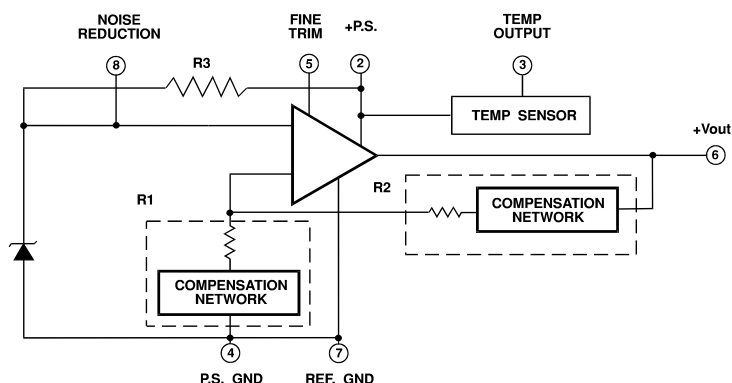 NOISE
REDUCTION
FINE
TRIM
+P.S.
TEMP
OUTPUT
8
R3
5
2
3
TEMP SENSOR
+Vout
6
R1
R2
COMPENSATION
NETWORK
COMPENSATION
NETWORK
4
7
P.S. GND
REF. GND